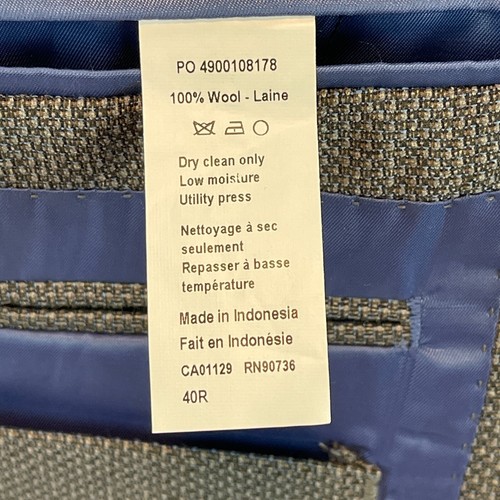 PO 4900108178
100% Wool - Laine
Dry clean only
Low moisture
Utility press
Nettoyage à sec
seulement
Repasser à basse
température
Made in Indonesia
Fait en Indonésie
CA01129 RN90736
40R